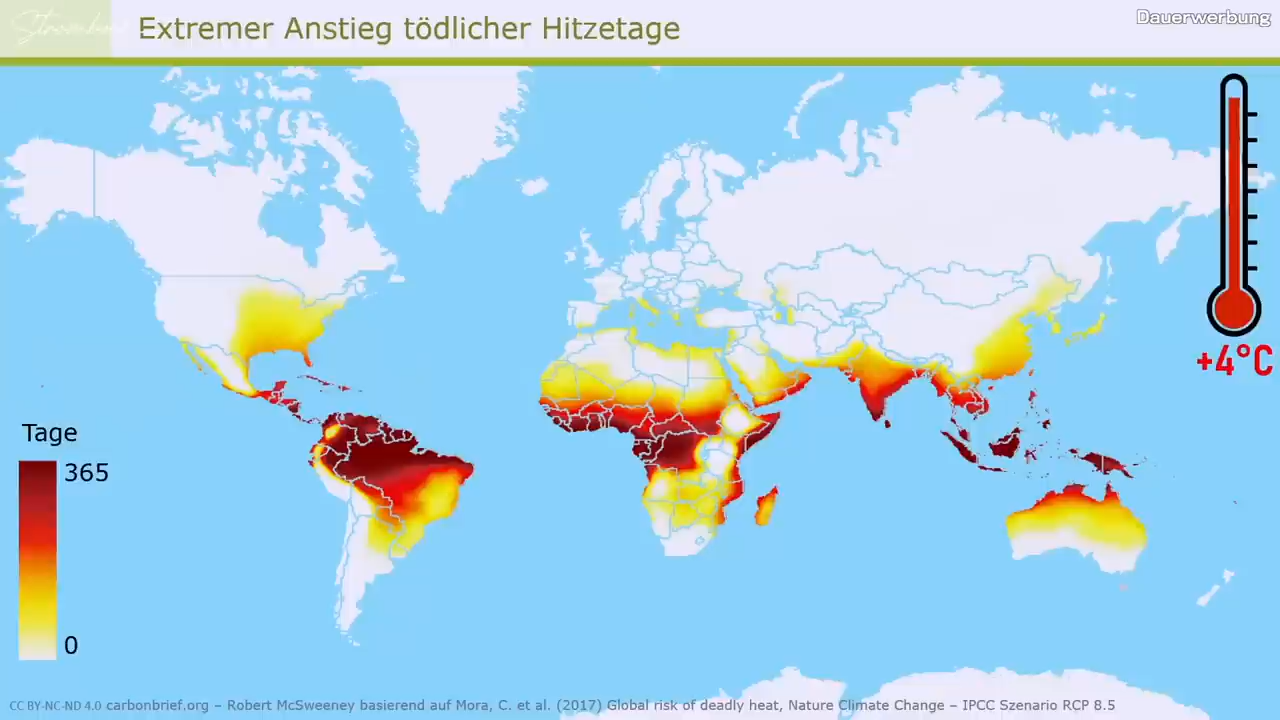 Extremer Anstieg tödlicher Hitzetage
Dauerwerbung
+4°C
Tage
365
0
CC BY-NC-ND 4.0 carbonbrief.org – Robert McSweeney basierend auf Mora, C. et al. (2017) Global risk of deadly heat, Nature Climate Change – IPCC Szenario RCP 8.5